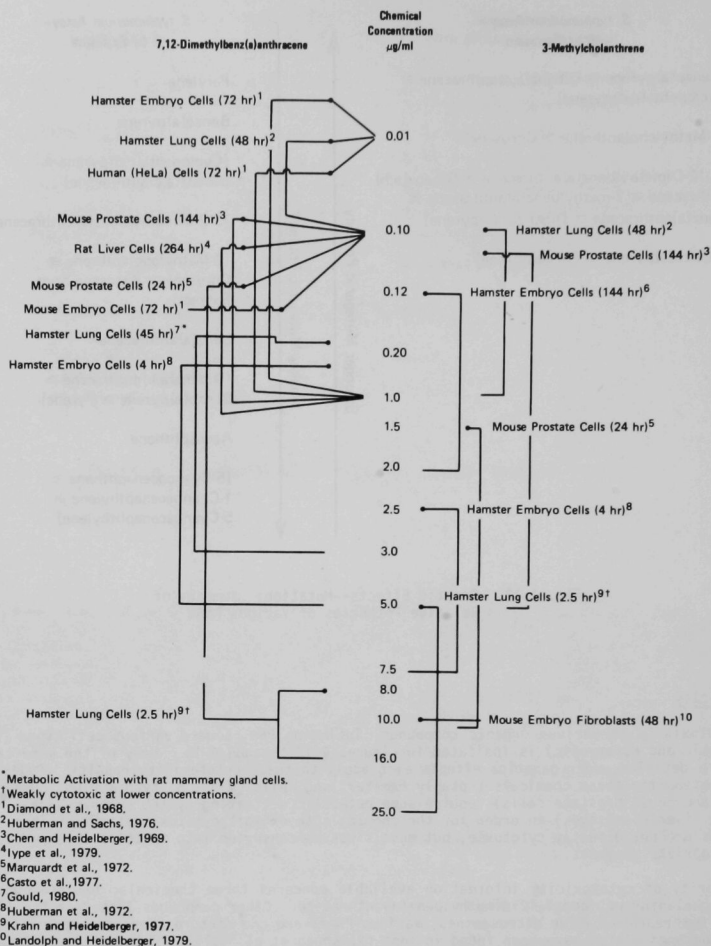 Chemical
Concentration
µg/ml
7,12-Dimethylbenz(a)anthracene
3-Methylcholanthrene
Hamster Embryo Cells (72 hr)1
0.01
Hamster Lung Cells (48 hr)2
Human (HeLa) Cells (72 hr)1
Mouse Prostate Cells (144 hr)3
0.10
Hamster Lung Cells (48 hr)2
Rat Liver Cells (264 hr)4
Mouse Prostate Cells (144 hr)3
Mouse Prostate Cells (24 hr)5
0.12
Hamster Embryo Cells (144 hr)6
Mouse Embryo Cells (72 hr)1
Hamster Lung Cells (45 hr)7*
0.20
Hamster Embryo Cells (4 hr)8
1.0
1.5
Mouse Prostate Cells (24 hr)5
2.0
2.5
Hamster Embryo Cells (4 hr)8
3.0
5.0
Hamster Lung Cells (2.5 hr)9†
7.5
8.0
Hamster Lung Cells (2.5 hr)9†
10.0
Mouse Embryo Fibroblasts (48 hr)10
16.0
25.0
*Metabolic Activation with rat mammary gland cells.
†Weakly cytotoxic at lower concentrations.
1Diamond et al., 1968.
2Huberman and Sachs, 1976.
3Chen and Heidelberger, 1969.
4Iype et al., 1979.
5Marquardt et al., 1972.
6Casto et al.,1977.
7Gould, 1980.
8Huberman et al., 1972.
9Krahn and Heidelberger, 1977.
0Landolph and Heidelberger, 1979.